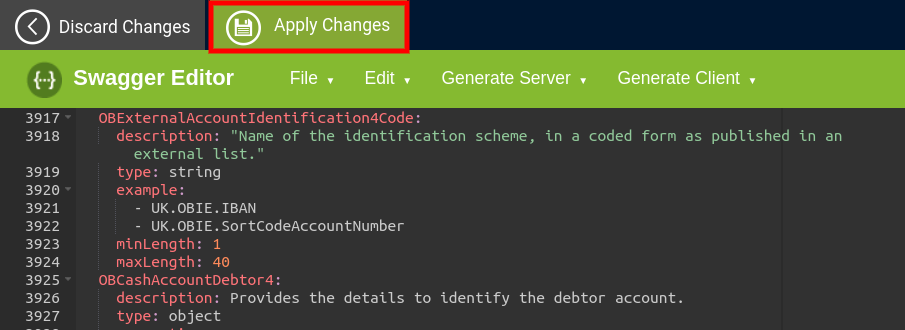 Discard Changes
Apply Changes
{...} Swagger Editor File ▼ Edit ▼ Generate Server ▼ Generate Client ▼
3917 OBExternalAccountIdentification4Code:
3918 description: "Name of the identification scheme, in a coded form as published in an
external list."
3919 type: string
3920 example:
3921 - UK.OBIE.IBAN
3922 - UK.OBIE.SortCodeAccountNumber
3923 minLength: 1
3924 maxLength: 40
3925 OBCashAccountDebtor4:
3926 description: Provides the details to identify the debtor account.
3927 type: object